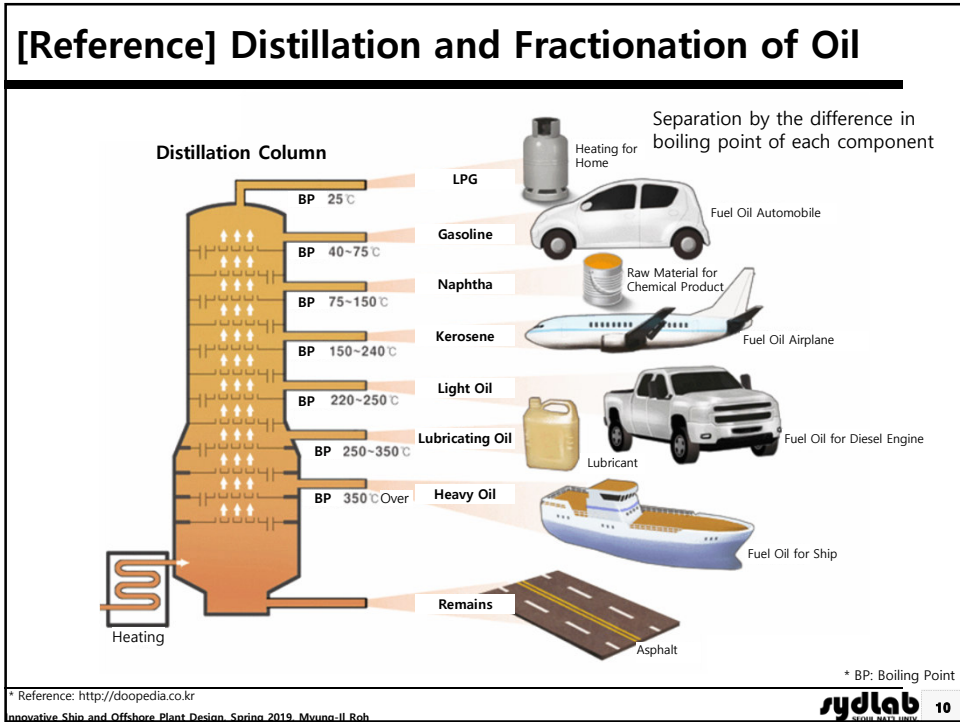 [Reference] Distillation and Fractionation of Oil
Separation by the difference in
boiling point of each component
Distillation Column
Heating for
Home
LPG
BP 25℃
Fuel Oil Automobile
Gasoline
BP 40~75℃
Raw Material for
Chemical Product
Naphtha
BP 75~150℃
Kerosene
Fuel Oil Airplane
BP 150~240℃
Light Oil
BP 220~250℃
Lubricating Oil
Fuel Oil for Diesel Engine
BP 250~350℃
Lubricant
Heavy Oil
BP 350℃Over
Fuel Oil for Ship
Remains
Heating
Asphalt
* BP: Boiling Point
* Reference: http://doopedia.co.kr
Innovative Ship and Offshore Plant Design, Spring 2019, Myung-Il Roh
sydlab
SEOUL NAT'L UNIV.
10